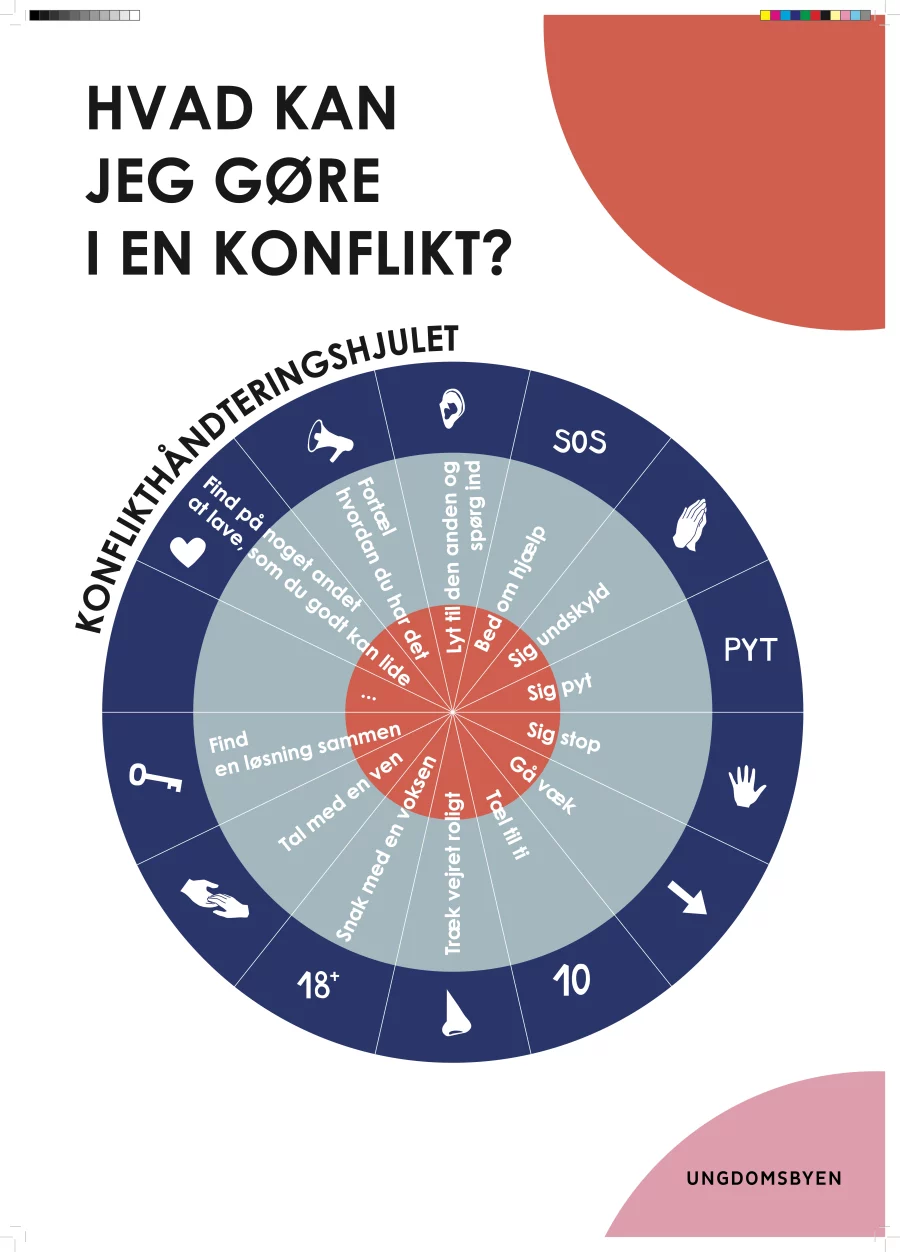 HVAD KAN
JEG GØRE
I EN KONFLIKT?
KONFLIKTHÅNDTERINGSHJULET
Lyt til den anden og
spørg ind
SOS
Bed om hjælp
Sig undskyld
PYT
Sig pyt
Sig stop
Gå væk
10
Tæl til ti
Træk vejret roligt
18+
Snak med en voksen
Tal med en ven
Find
en løsning sammen
...
Find på noget andet
at lave, som du godt kan lide
Fortæl
hvordan du har det
UNGDOMSBYEN